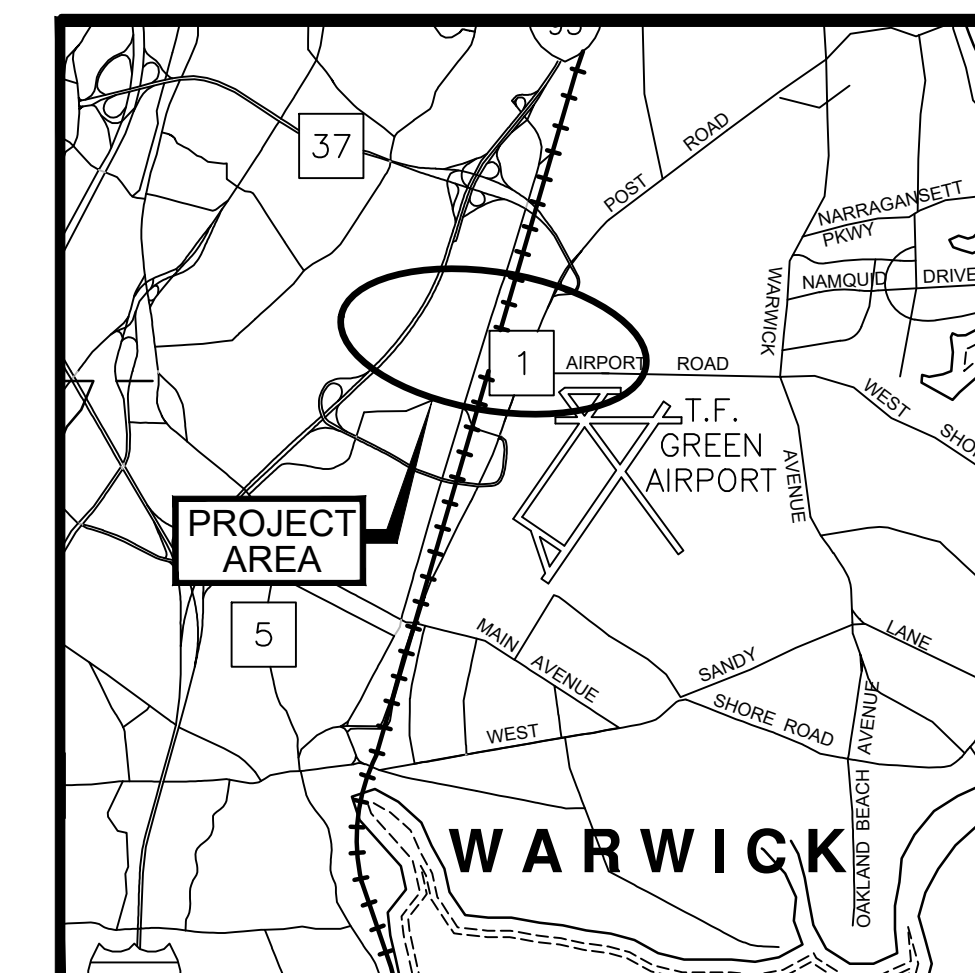 95
37
POST ROAD
NARRAGANSETT
PKWY
NAMQUID DRIVE
WARWICK
AVENUE
1
AIRPORT ROAD
WEST
T.F.
GREEN
AIRPORT
PROJECT
AREA
5
MAIN AVENUE
SANDY
LANE
WEST
SHORE ROAD
OAKLAND BEACH AVENUE
WARWICK